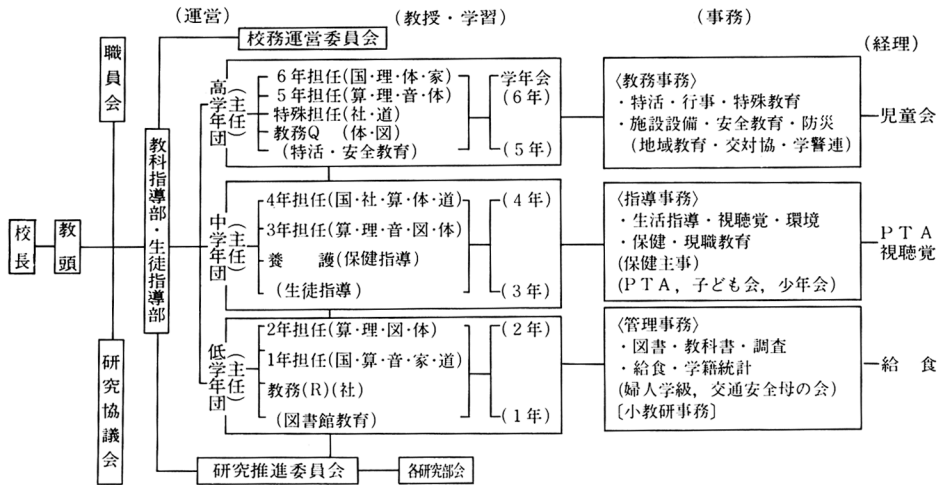 (運営)
(教授・学習)
(事務)
(経理)
校務運営委員会
職員会
教科指導部・生徒指導部
校長
教頭
研究協議会
高学年団
(主任)
6年担任(国・理・体・家)
5年担任(算・理・音・体)
特殊担任(社・道)
教務Q (体・図)
(特活・安全教育)
学年会
(6年)
(5年)
〈教務事務〉
・特活・行事・特殊教育
・施設設備・安全教育・防災
(地域教育・交対協・学警連)
児童会
中学年団
(主任)
4年担任(国・社・算・体・道)
3年担任(算・理・音・図・体)
養 護(保健指導)
(生徒指導)
(4年)
(3年)
〈指導事務〉
・生活指導・視聴覚・環境
・保健・現職教育
(保健主事)
(PTA,子ども会,少年会)
PTA
視聴覚
低学年団
(主任)
2年担任(算・理・図・体)
1年担任(国・算・音・家・道)
教務(R)(社)
(図書館教育)
(2年)
(1年)
〈管理事務〉
・図書・教科書・調査
・給食・学籍統計
(婦人学級,交通安全母の会)
〔小教研事務〕
給 食
研究推進委員会
各研究部会